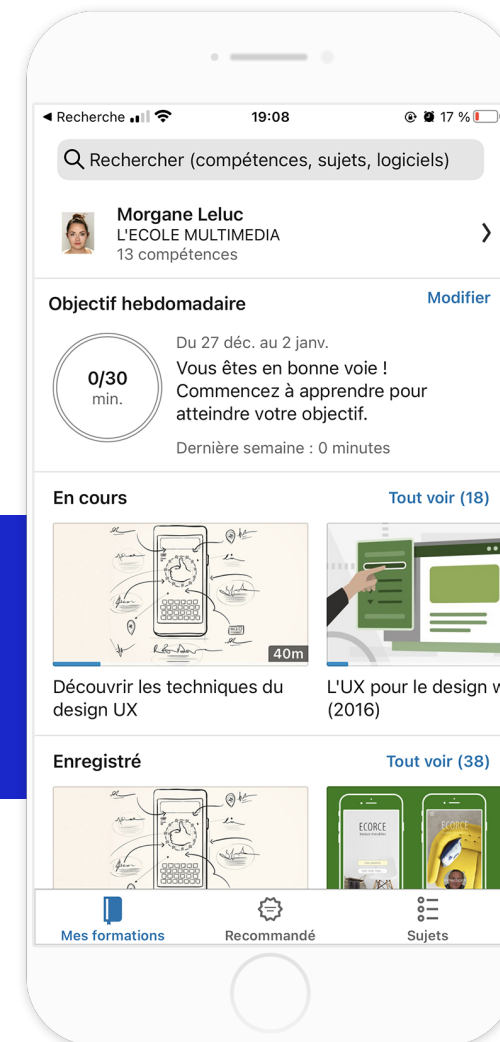 ◀ Recherche
19:08
17 %
Rechercher (compétences, sujets, logiciels)
Morgane Leluc
L'ECOLE MULTIMEDIA
13 compétences
Objectif hebdomadaire
Modifier
0/30
min.
Du 27 déc. au 2 janv.
Vous êtes en bonne voie !
Commencez à apprendre pour
atteindre votre objectif.
Dernière semaine : 0 minutes
En cours
Tout voir (18)
40m
Découvrir les techniques du
design UX
L'UX pour le design w
(2016)
Enregistré
Tout voir (38)
ECORCE
ECORCE
Mes formations
Recommandé
Sujets